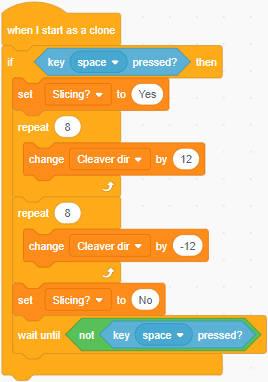 when I start as a clone
if key space pressed? then
set Slicing? to Yes
repeat 8
change Cleaver dir by 12
repeat 8
change Cleaver dir by -12
set Slicing? to No
wait until not key space pressed?